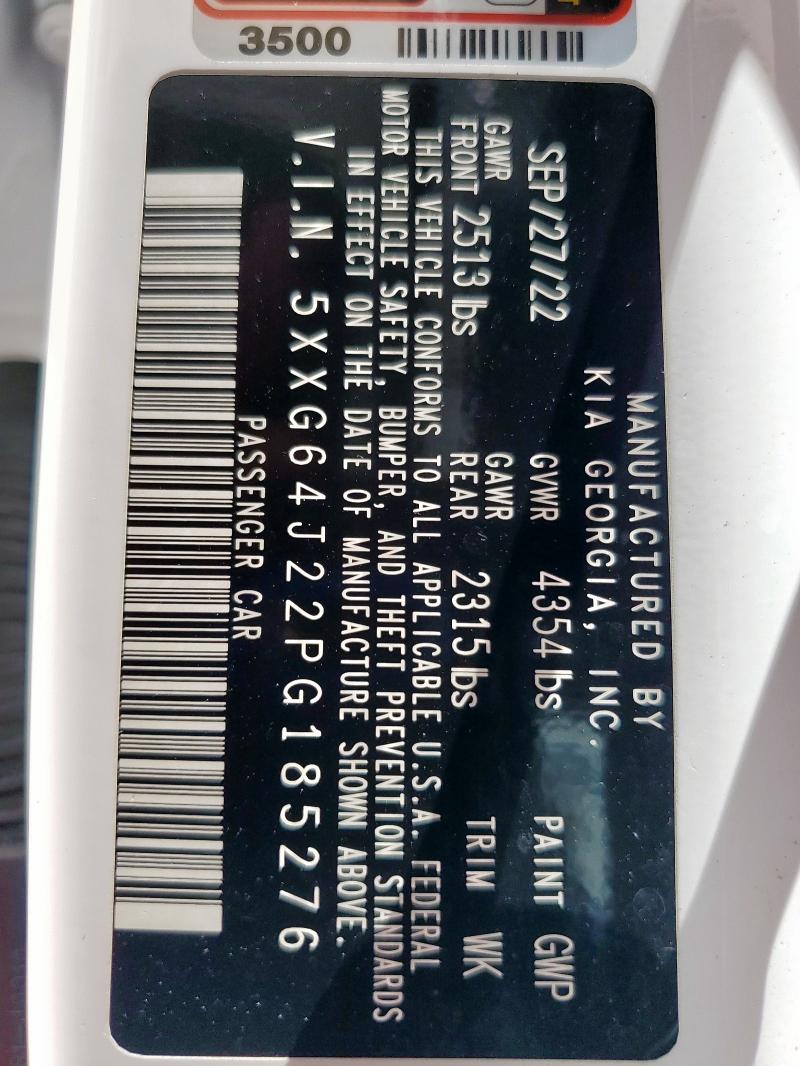 3500
MANUFACTURED BY
KIA GEORGIA, INC.
SEP/27/22 GVWR 4354 lbs PAINT GWP
GAWR FRONT 2513 lbs GAWR REAR 2315 lbs TRIM WK
THIS VEHICLE CONFORMS TO ALL APPLICABLE U.S.A. FEDERAL
MOTOR VEHICLE SAFETY, BUMPER, AND THEFT PREVENTION STANDARDS
IN EFFECT ON THE DATE OF MANUFACTURE SHOWN ABOVE.
V.I.N. 5XXG64J22PG185276
PASSENGER CAR